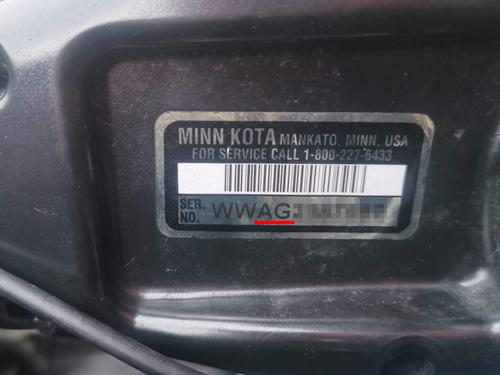 MINN KOTA MANKATO, MINN. USA
FOR SERVICE CALL 1-800-227-6433
SER. NO. WWAG